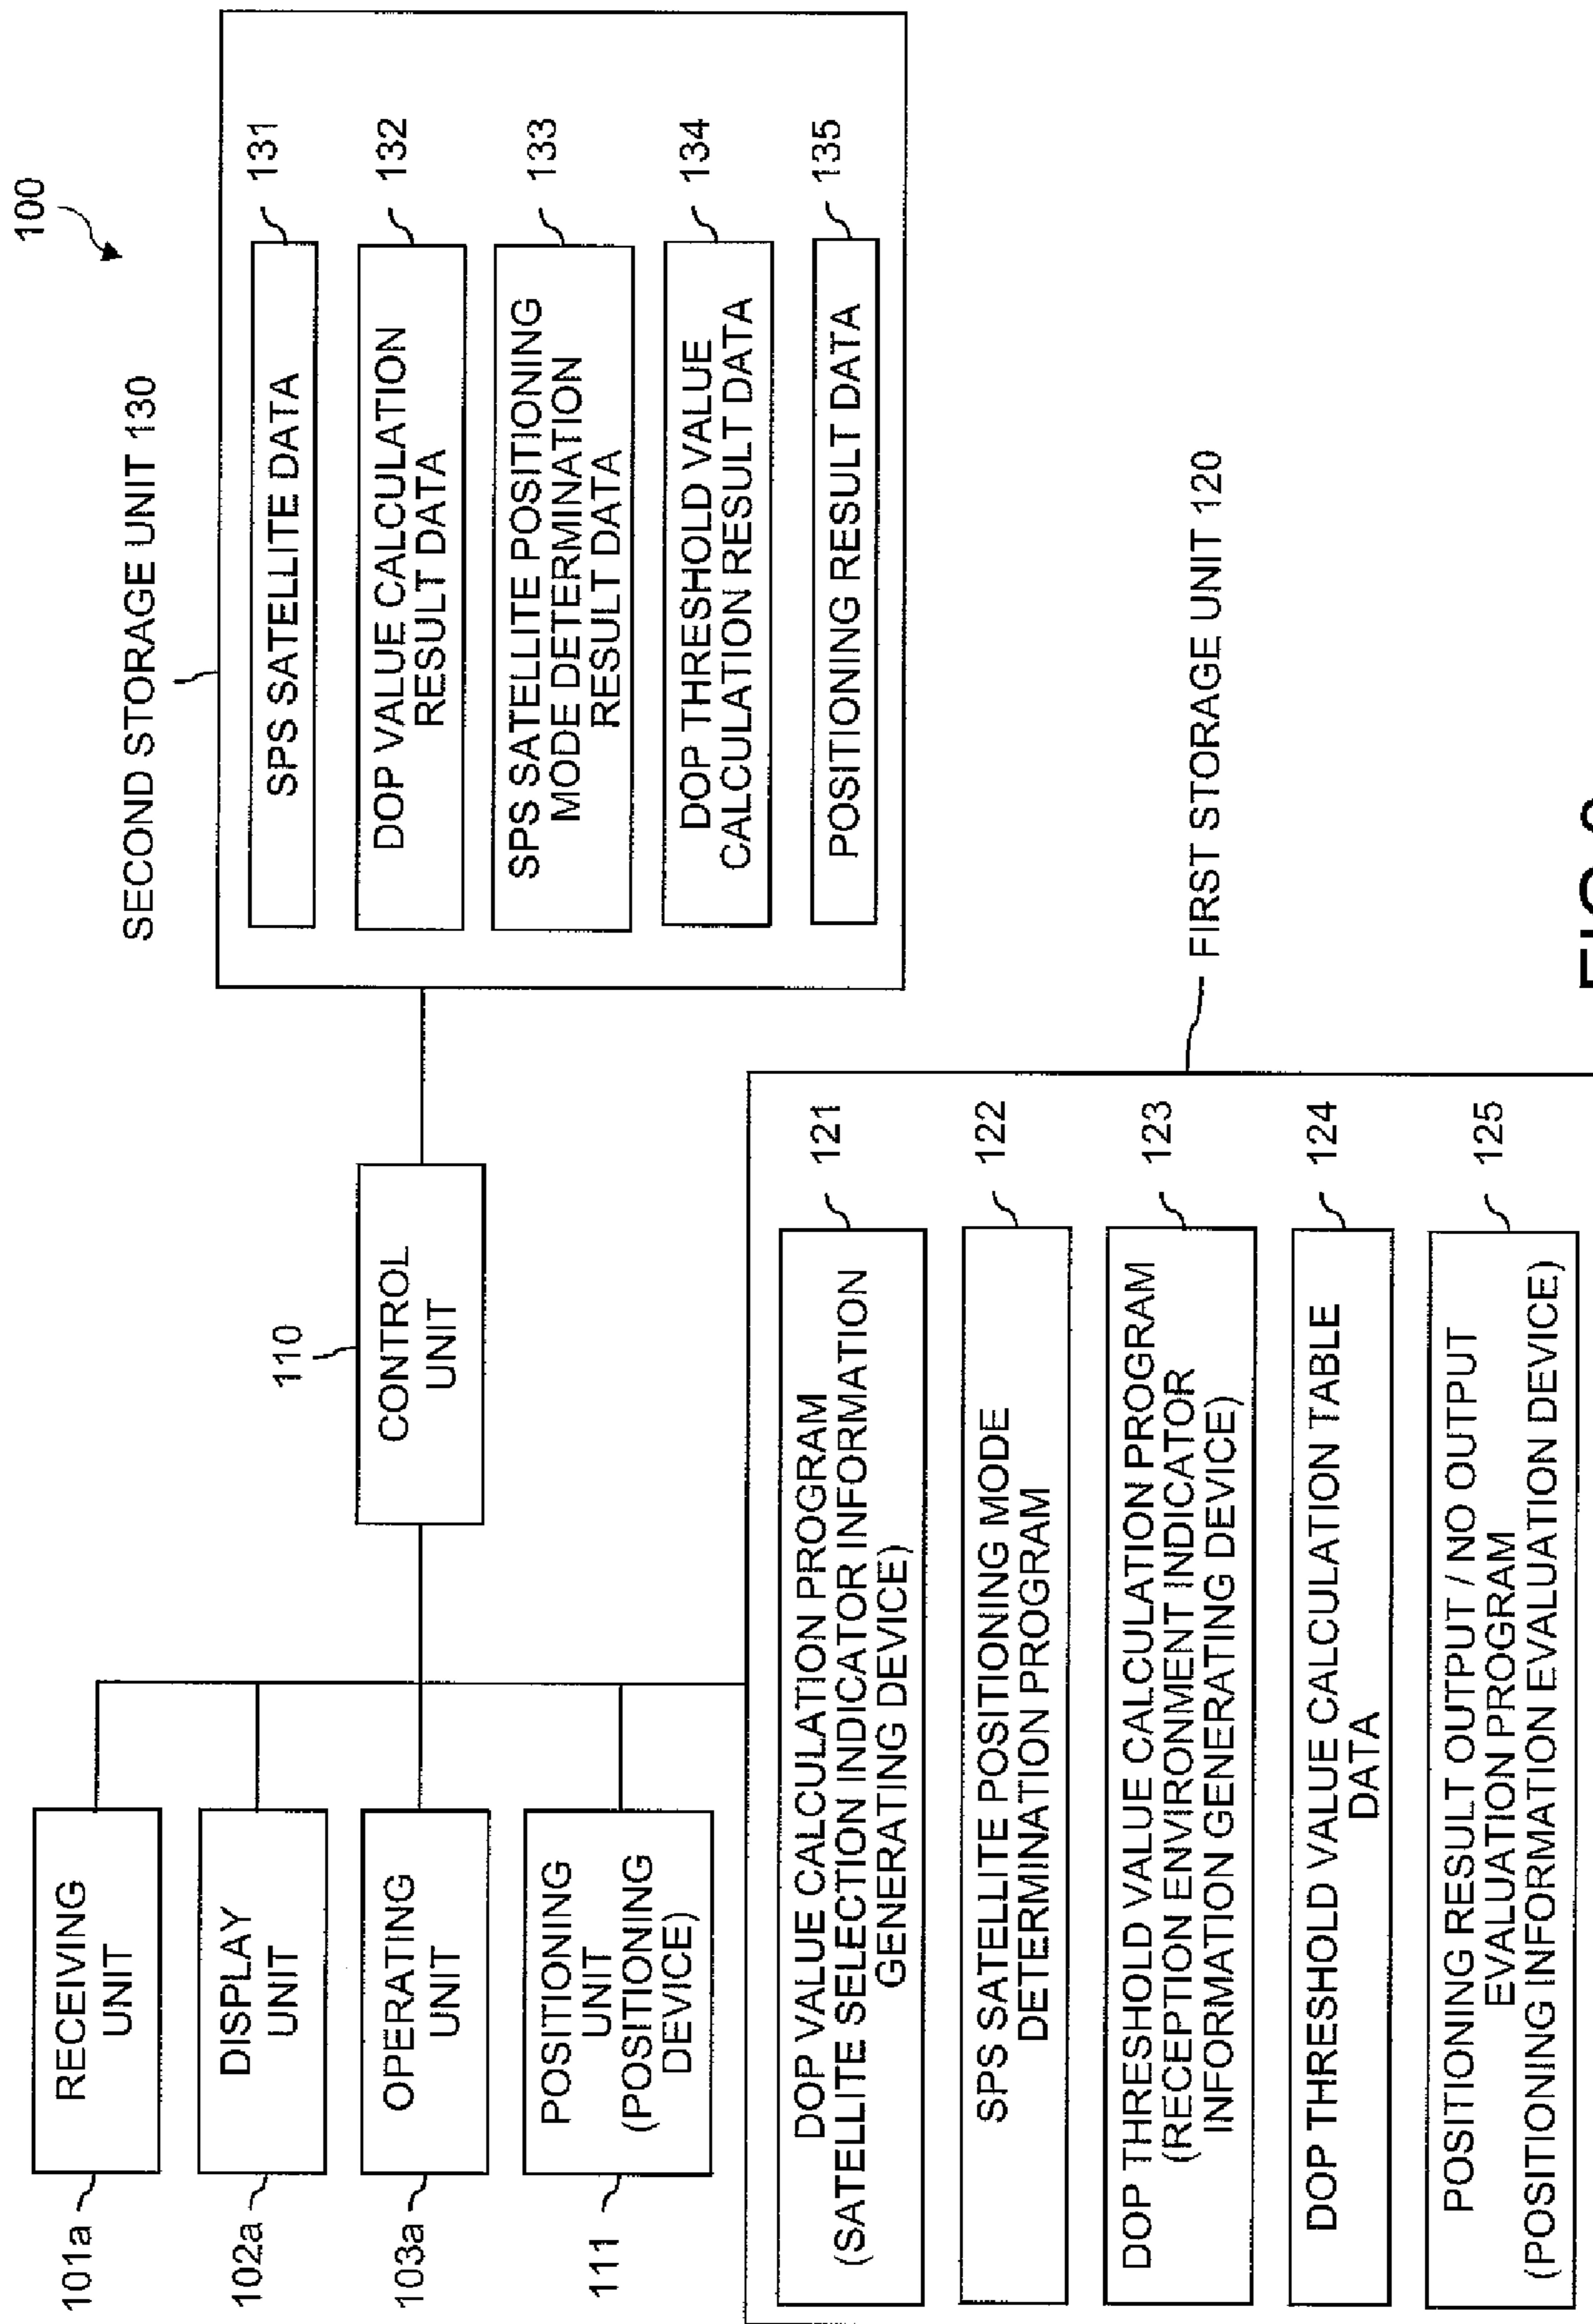 100
SECOND STORAGE UNIT 130
SPS SATELLITE DATA
131
DOP VALUE CALCULATION
RESULT DATA
132
SPS SATELLITE POSITIONING
MODE DETERMINATION
RESULT DATA
133
DOP THRESHOLD VALUE
CALCULATION RESULT DATA
134
POSITIONING RESULT DATA
135
110
CONTROL
UNIT
101a
RECEIVING
UNIT
102a
DISPLAY
UNIT
103a
OPERATING
UNIT
111
POSITIONING
UNIT
(POSITIONING
DEVICE)
FIRST STORAGE UNIT 120
DOP VALUE CALCULATION PROGRAM
(SATELLITE SELECTION INDICATOR INFORMATION
GENERATING DEVICE)
121
SPS SATELLITE POSITIONING MODE
DETERMINATION PROGRAM
122
DOP THRESHOLD VALUE CALCULATION PROGRAM
(RECEPTION ENVIRONMENT INDICATOR
INFORMATION GENERATING DEVICE)
123
DOP THRESHOLD VALUE CALCULATION TABLE
DATA
124
POSITIONING RESULT OUTPUT / NO OUTPUT
EVALUATION PROGRAM
(POSITIONING INFORMATION EVALUATION DEVICE)
125